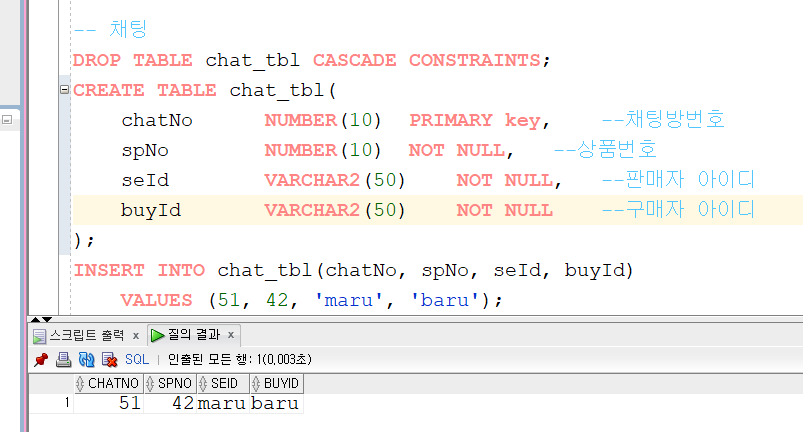 -- 채팅
DROP TABLE chat_tbl CASCADE CONSTRAINTS;
CREATE TABLE chat_tbl(
chatNo NUMBER(10) PRIMARY key, --채팅방번호
spNo NUMBER(10) NOT NULL, --상품번호
seId VARCHAR2(50) NOT NULL, --판매자 아이디
buyId VARCHAR2(50) NOT NULL --구매자 아이디
);
INSERT INTO chat_tbl(chatNo, spNo, seId, buyId)
VALUES (51, 42, 'maru', 'baru');
스크립트 출력 x 질의 결과 x
SQL | 인출된 모든 행: 1(0,003초)
CHATNO SPNO SEID BUYID
1 51 42 maru baru